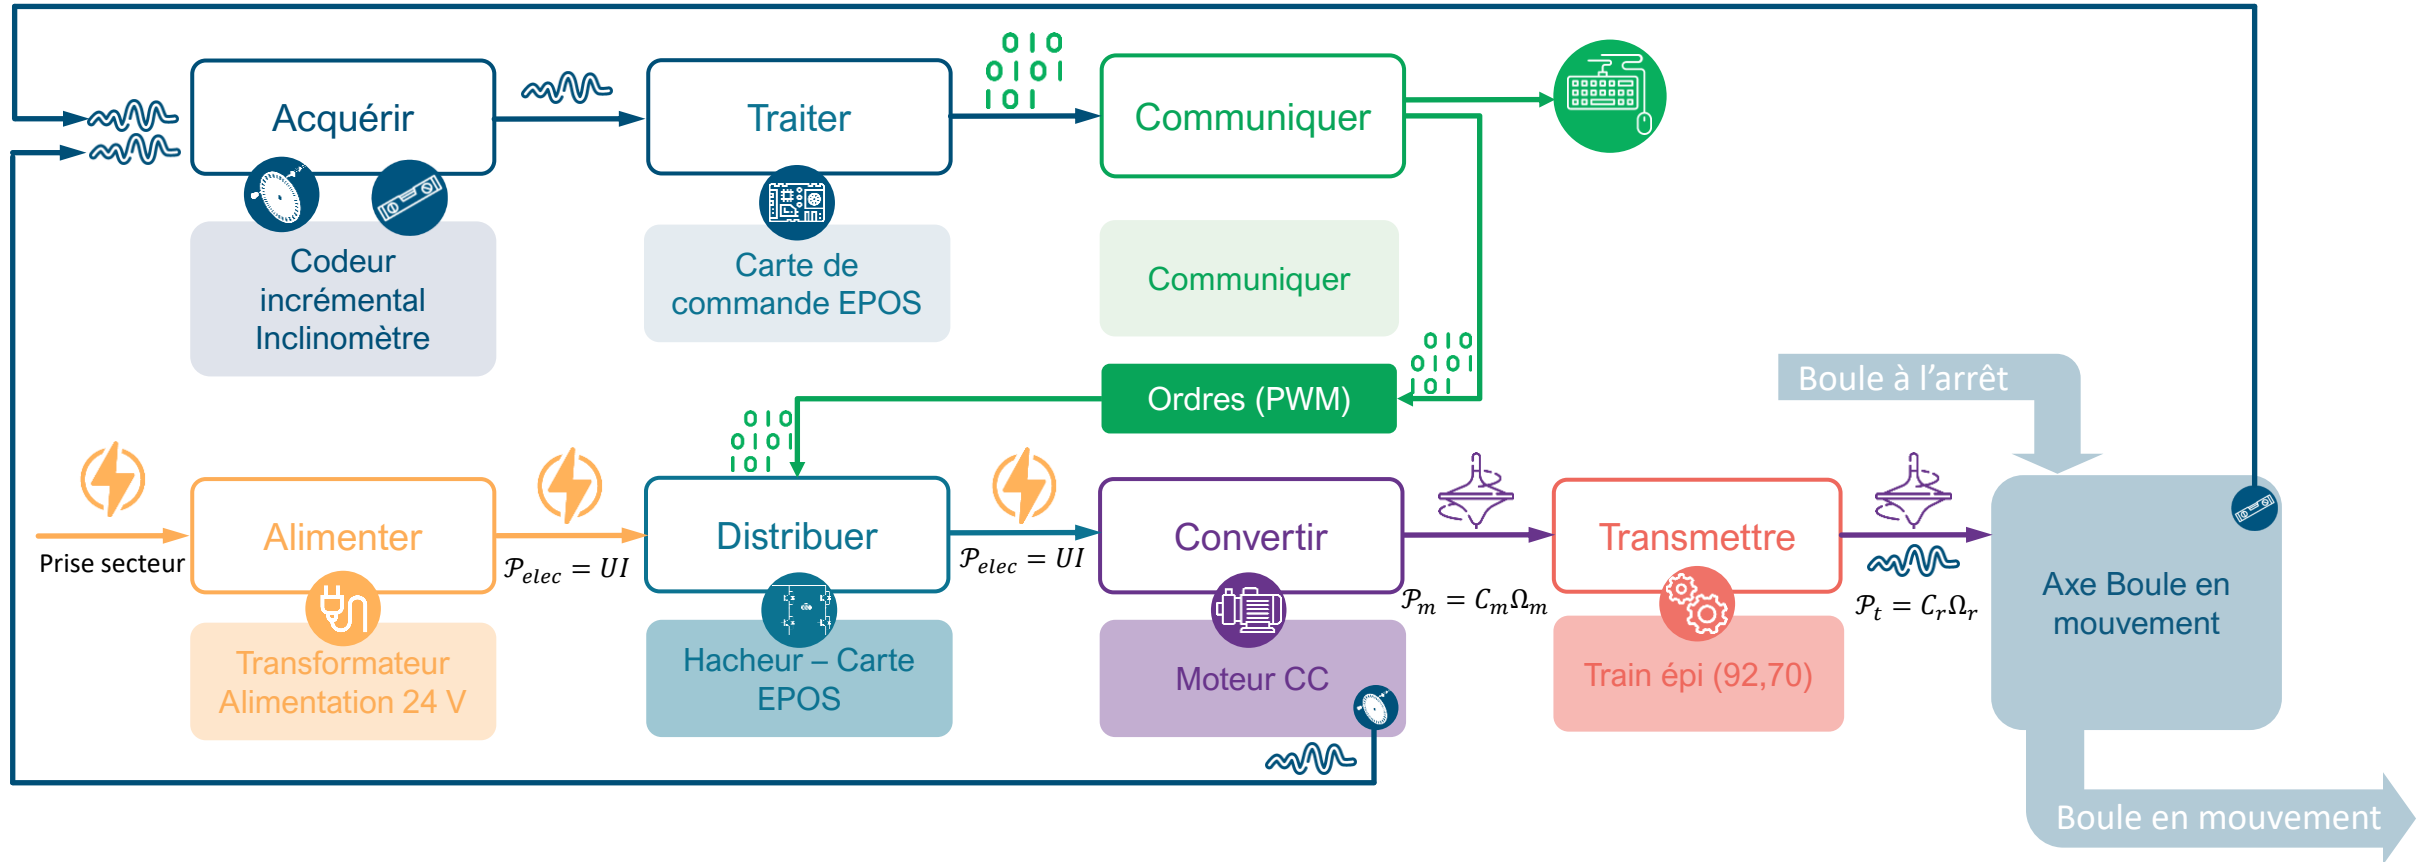 010
0101
101
Acquérir
Traiter
Communiquer
Codeur
incrémental
Inclinomètre
Carte de
commande EPOS
Communiquer
010
0101
101
Boule à l'arrêt
Ordres (PWM)
010
0101
101
Alimenter
Distribuer
Convertir
Transmettre
Prise secteur
𝒫elec = UI
𝒫elec = UI
𝒫m = CmΩm
𝒫t = CrΩr
Axe Boule en
mouvement
Transformateur
Alimentation 24 V
Hacheur – Carte
EPOS
Moteur CC
Train épi (92,70)
Boule en mouvement